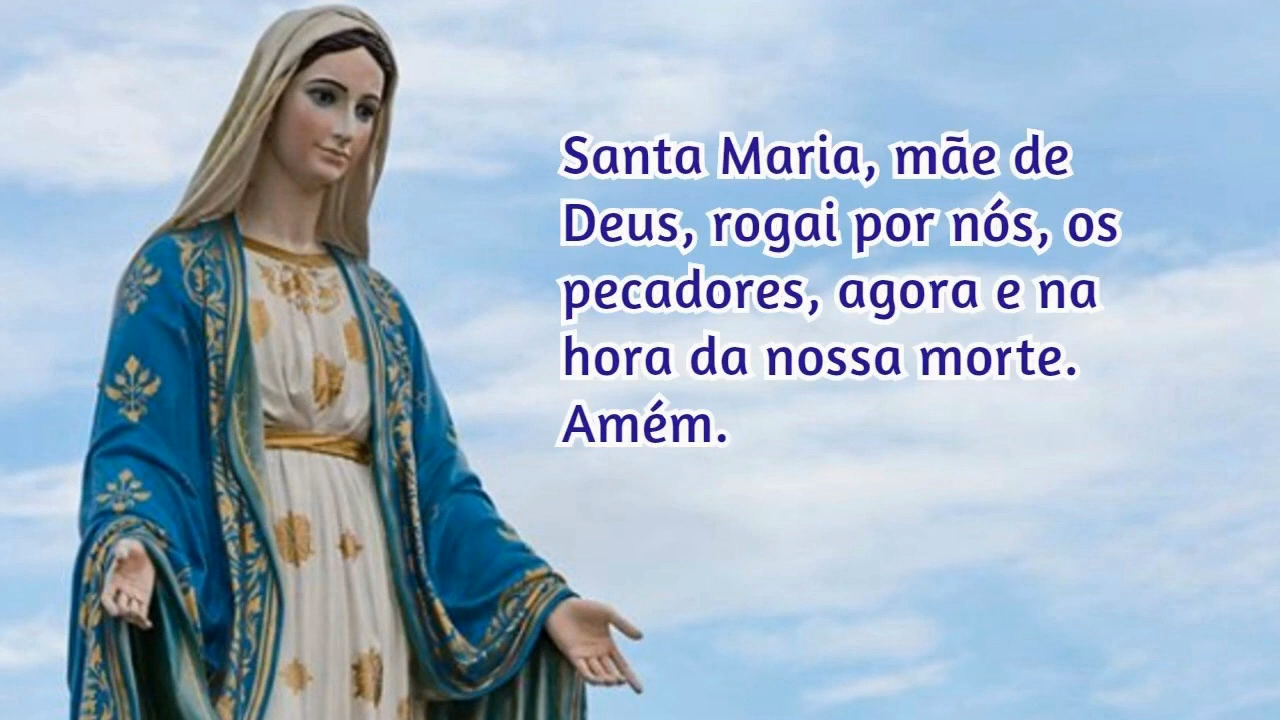 Santa Maria, mãe de
Deus, rogai por nós, os
pecadores, agora e na
hora da nossa morte.
Amém.